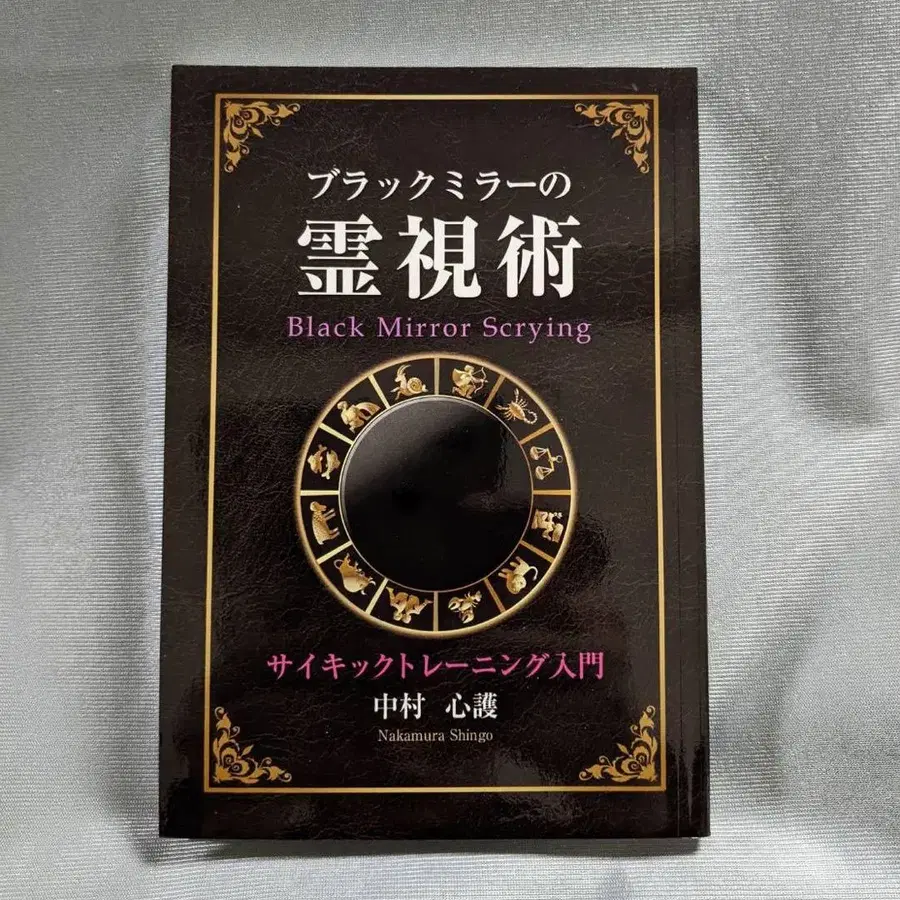 ブラックミラーの
霊視術
Black Mirror Scrying
サイキックトレーニング入門
中村 心護
Nakamura Shingo